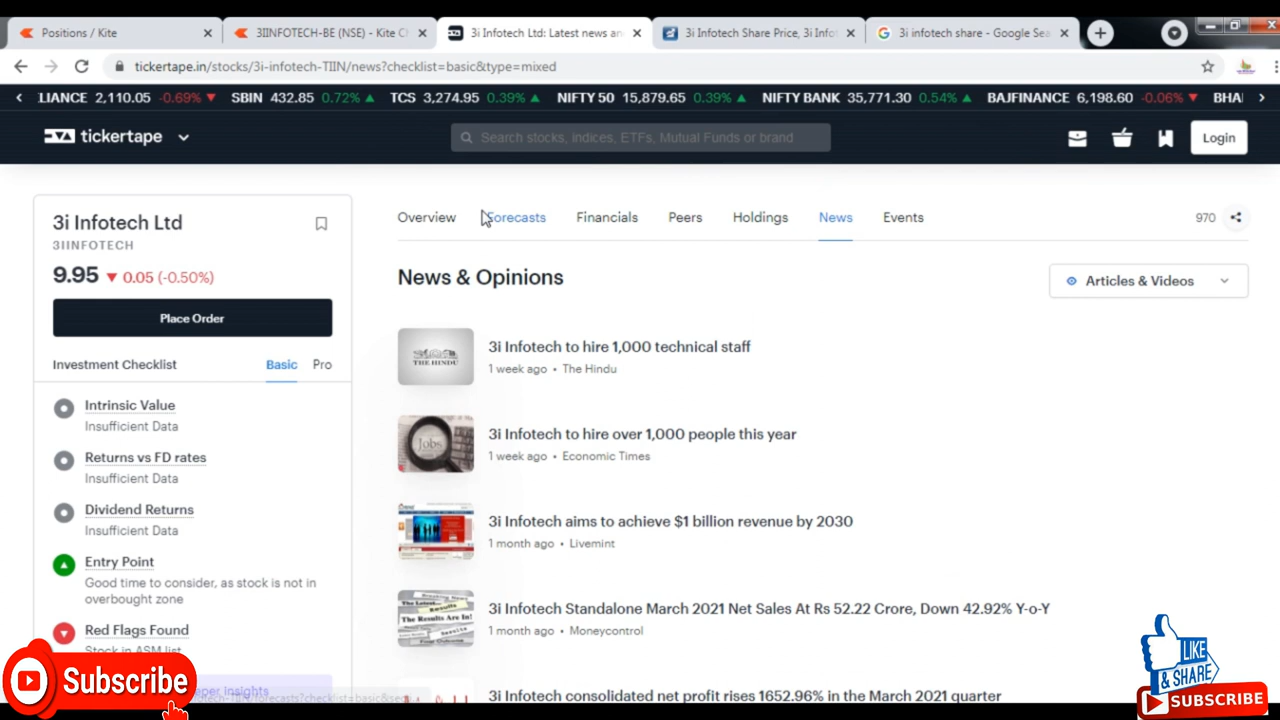 Positions / Kite
3IINFOTECH-BE (NSE) - Kite C
3i Infotech Ltd: Latest news an
3i Infotech Share Price, 3i Infot
3i infotech share - Google Sea
tickertape.in/stocks/3i-infotech-TIIN/news?checklist=basic&type=mixed
LIANCE 2,110.05 -0.69% SBIN 432.85 0.72% TCS 3,274.95 0.39% NIFTY 50 15,879.65 0.39% NIFTY BANK 35,771.30 0.54% BAJFINANCE 6,198.60 -0.06% BHA
tickertape
Search stocks, indices, ETFs, Mutual Funds or brand
Login
3i Infotech Ltd
3IINFOTECH
9.95 0.05 (-0.50%)
Place Order
Investment Checklist Basic Pro
Intrinsic Value
Insufficient Data
Returns vs FD rates
Insufficient Data
Dividend Returns
Insufficient Data
Entry Point
Good time to consider, as stock is not in
overbought zone
Red Flags Found
Stock in ASM list
Subscribe
Overview Forecasts Financials Peers Holdings News Events
970
News & Opinions
Articles & Videos
THE HINDU
3i Infotech to hire 1,000 technical staff
1 week ago • The Hindu
Jobs
3i Infotech to hire over 1,000 people this year
1 week ago • Economic Times
3i Infotech aims to achieve $1 billion revenue by 2030
1 month ago • Livemint
The Results Are In!
3i Infotech Standalone March 2021 Net Sales At Rs 52.22 Crore, Down 42.92% Y-o-Y
1 month ago • Moneycontrol
3i Infotech consolidated net profit rises 1652.96% in the March 2021 quarter
LIKE
& SHARE
SUBSCRIBE